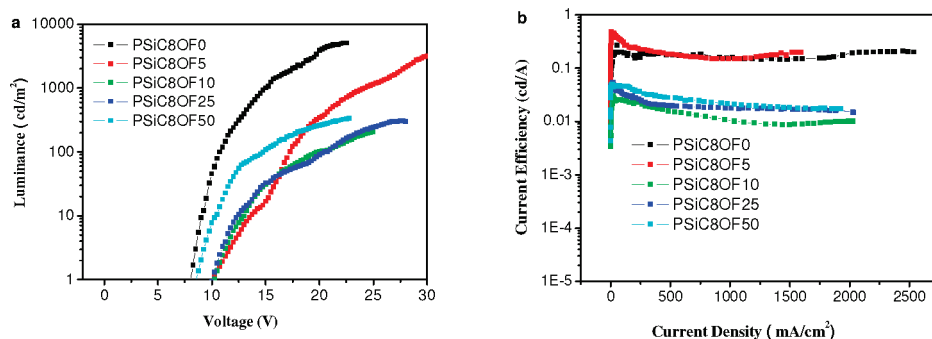 a
PSiC8OF0
PSiC8OF5
PSiC8OF10
PSiC8OF25
PSiC8OF50
10000
1000
100
10
1
0 5 10 15 20 25 30
Luminance ( cd/m²)
Voltage (V)
b
1
0.1
0.01
1E-3
1E-4
1E-5
PSiC8OF0
PSiC8OF5
PSiC8OF10
PSiC8OF25
PSiC8OF50
0 500 1000 1500 2000 2500
Current Efficiency (cd/A)
Current Density ( mA/cm²)